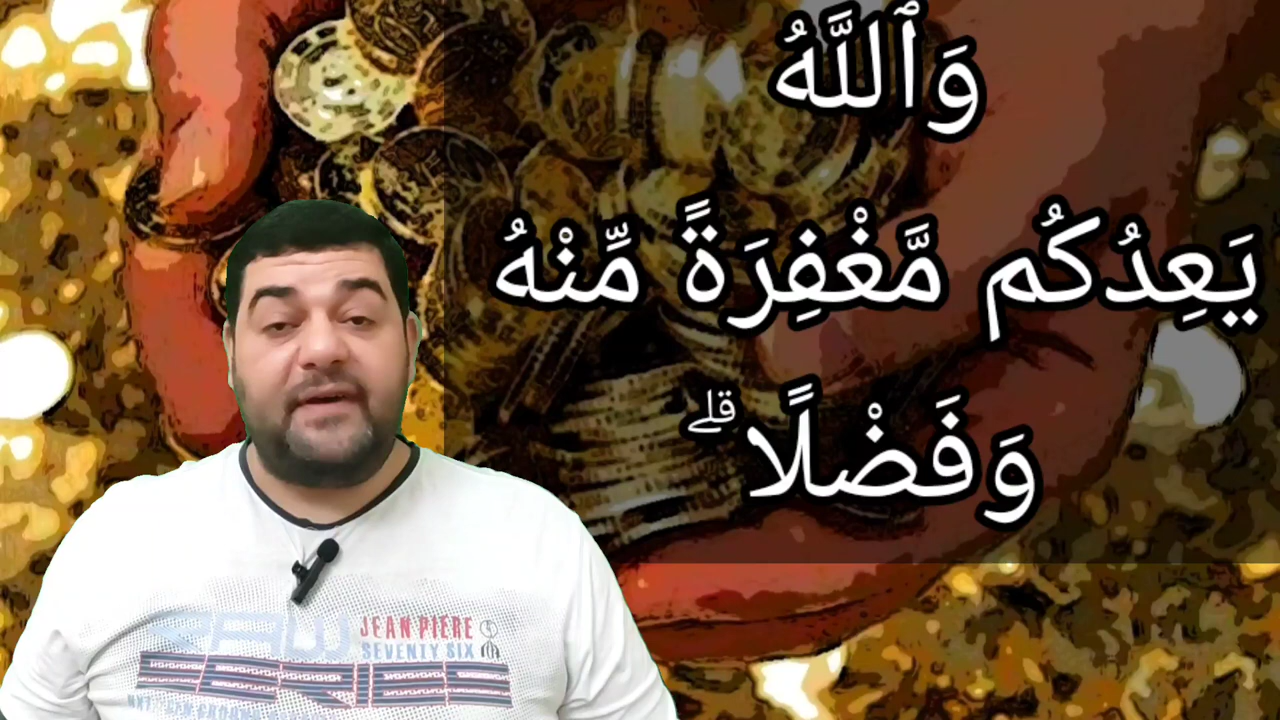 وَٱللَّهُ
يَعِدُكُم مَّغْفِرَةً مِّنْهُ
وَفَضْلًا ۗ
JEAN PIERE
SEVENTY SIX